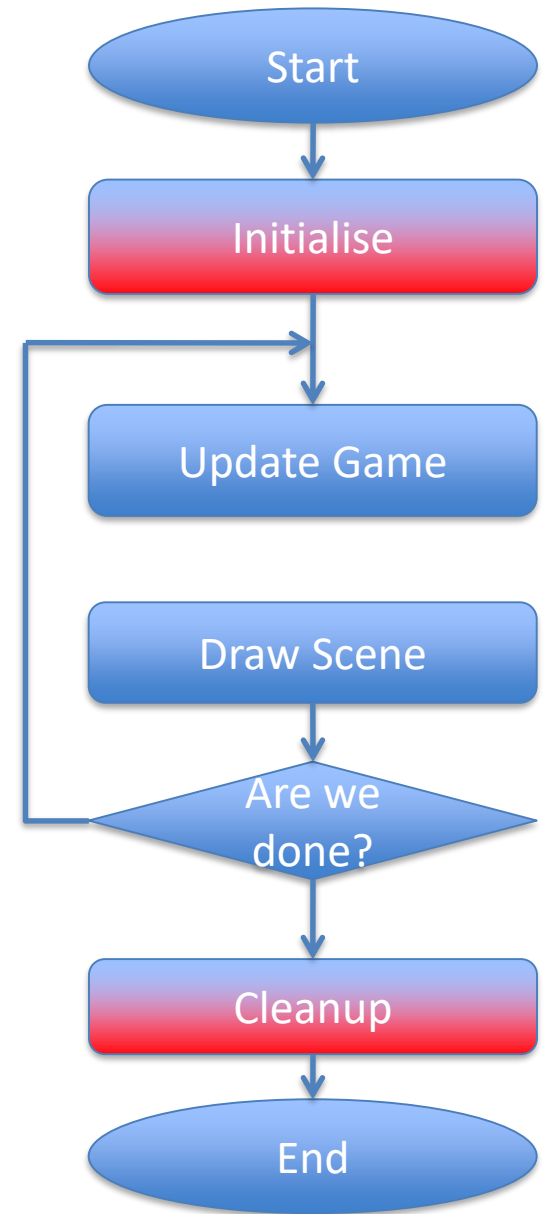 Start
Initialise
Update Game
Draw Scene
Are we
done?
Cleanup
End